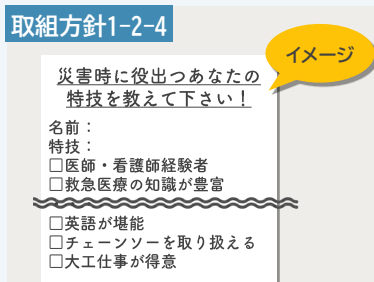 取組方針1-2-4
イメージ
災害時に役出つあなたの
特技を教えて下さい！
名前：
特技：
□医師・看護師経験者
□救急医療の知識が豊富
□英語が堪能
□チェーンソーを取り扱える
□大工仕事が得意